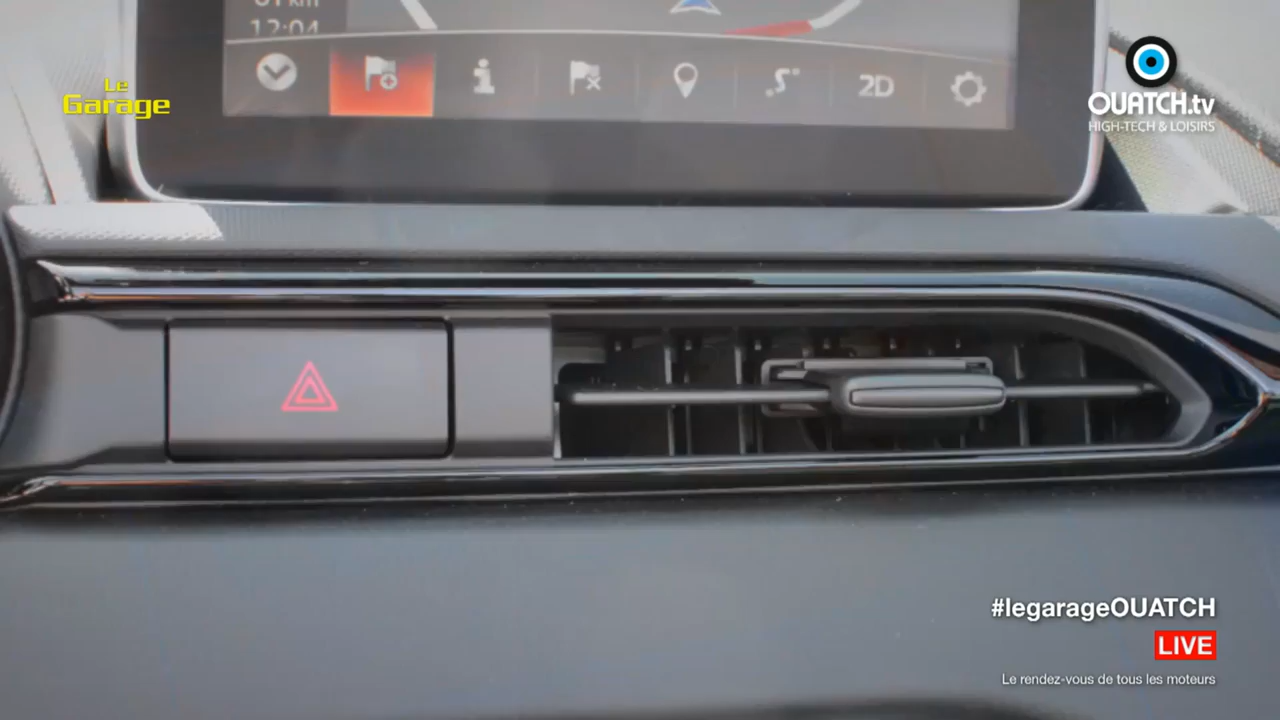 12:04
2D
Le
Garage
OUATCH.tv
HIGH-TECH & LOISIRS
#legarageOUATCH
LIVE
Le rendez-vous de tous les moteurs